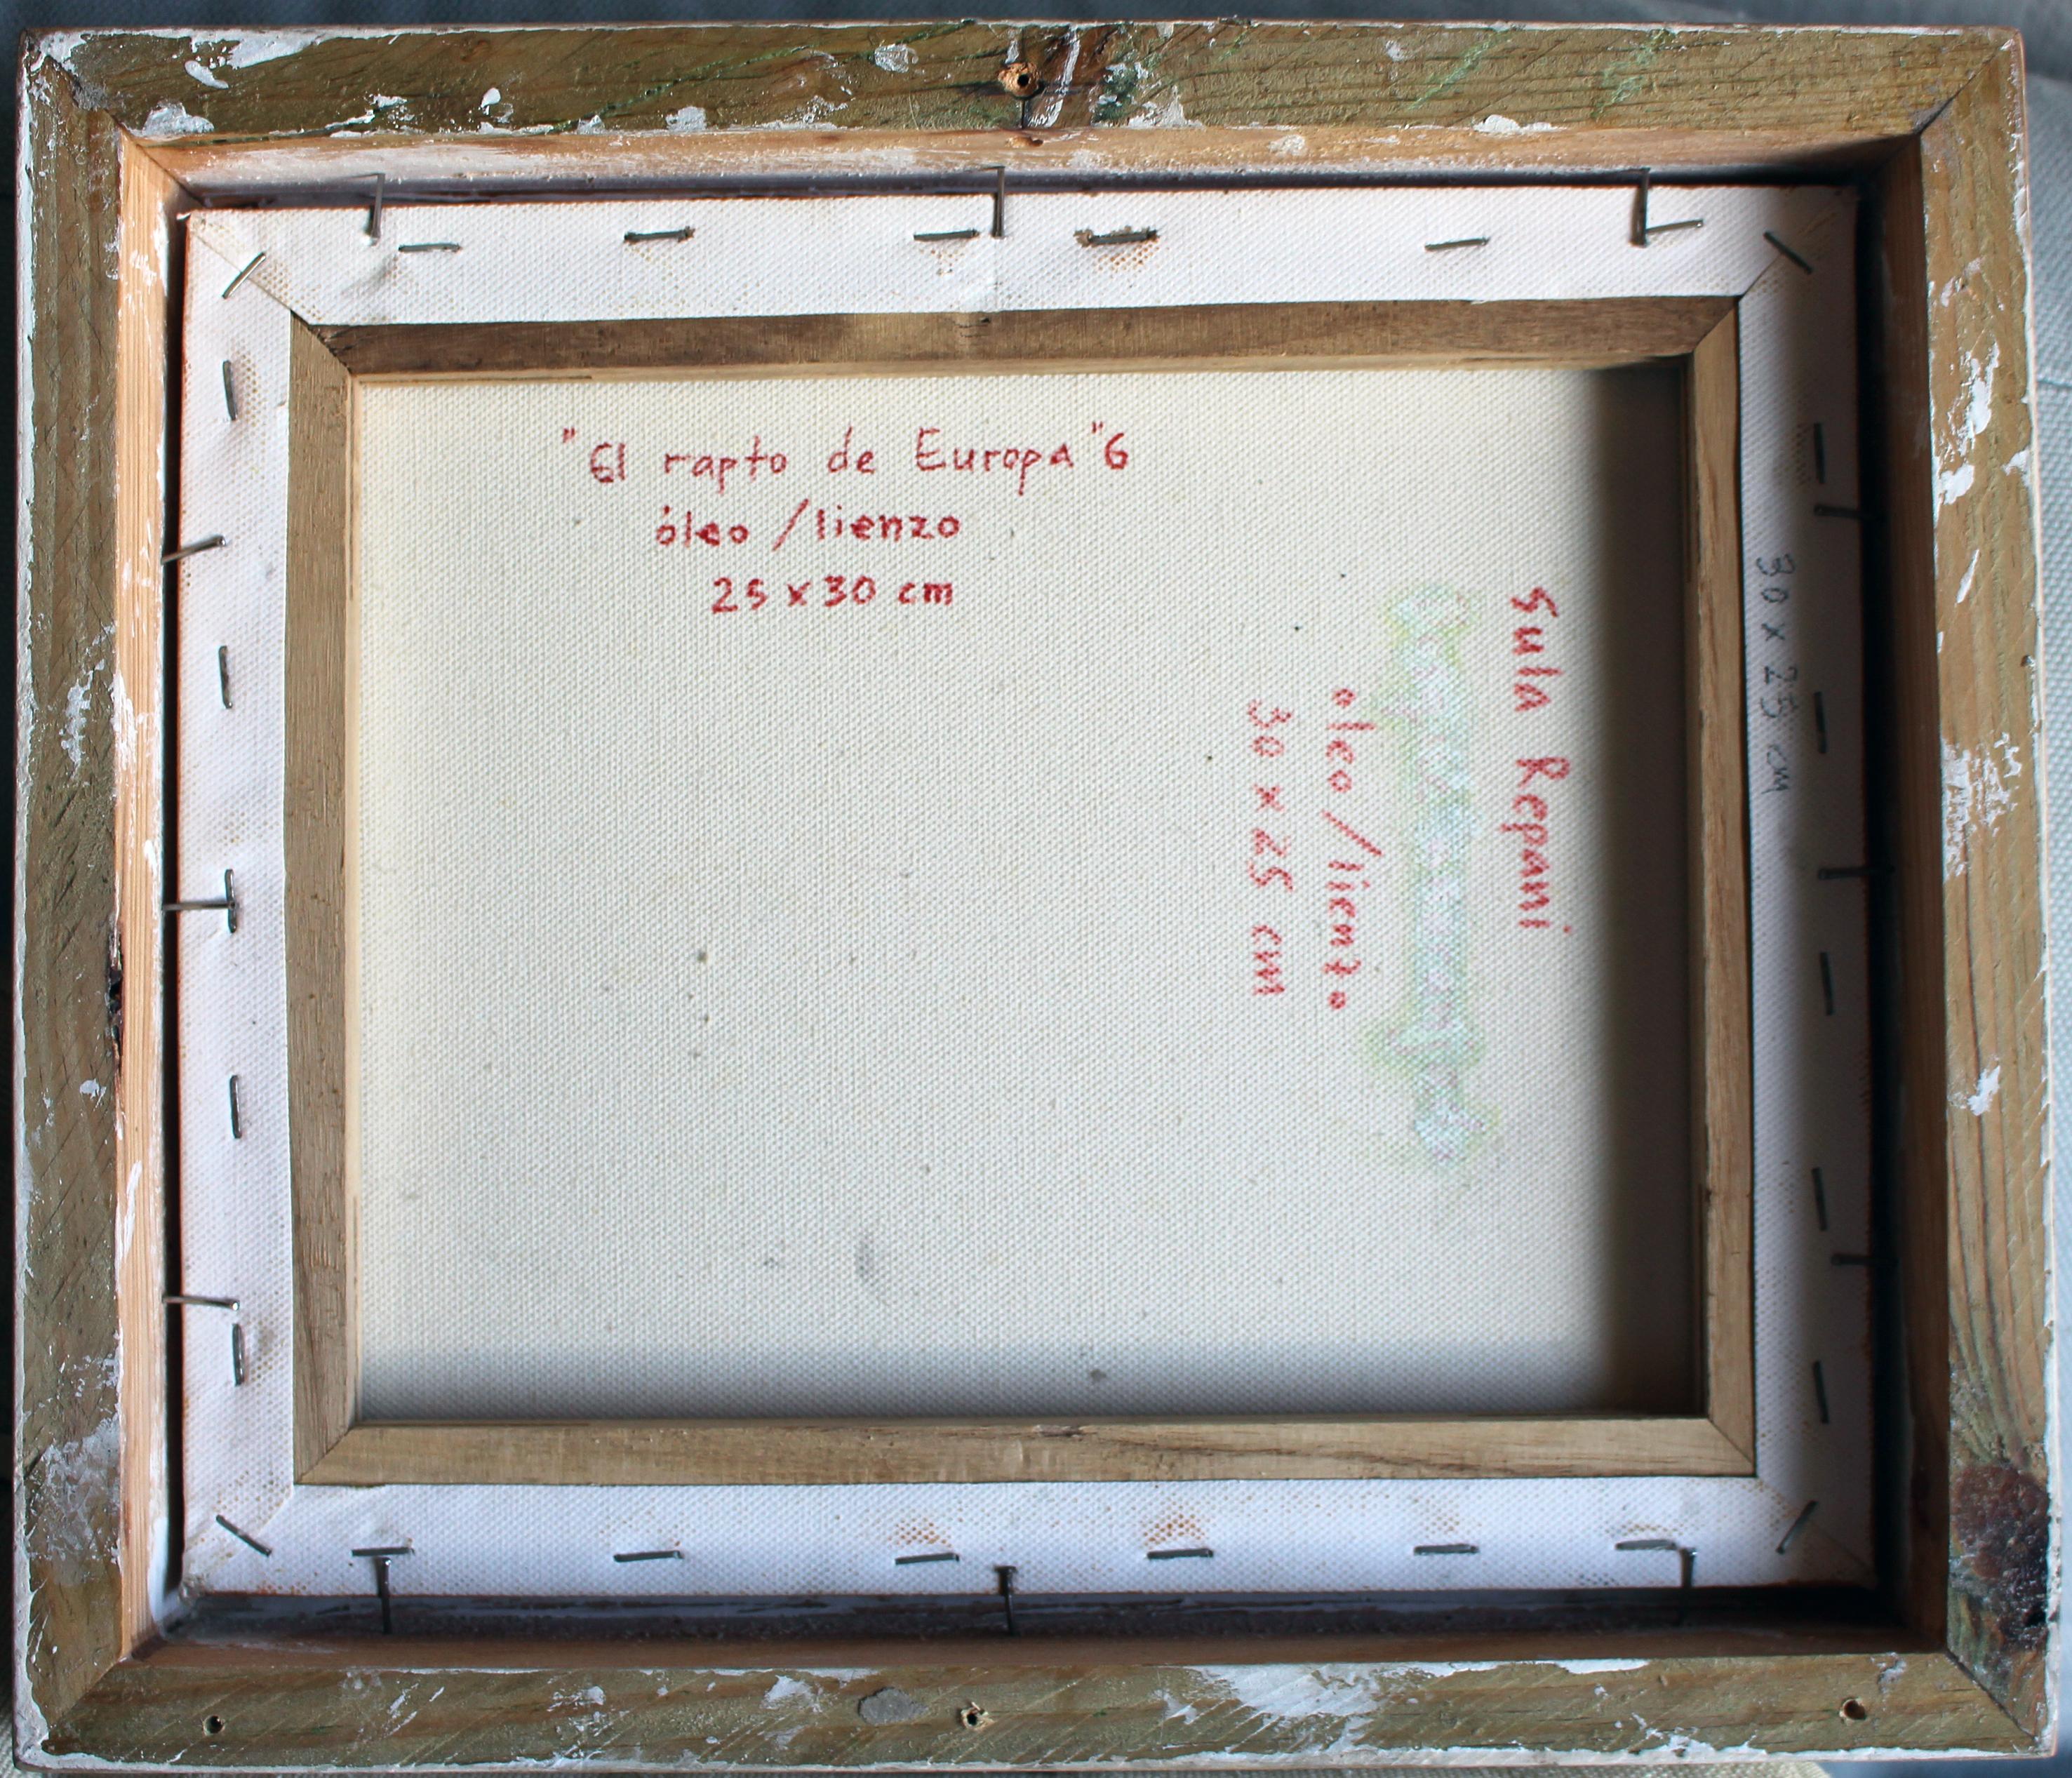 "El rapto de Europa" 6
óleo /lienzo
25 x 30 cm
Sula Repani
oleo /lienzo
30 x 25 cm
30 x 25 cm